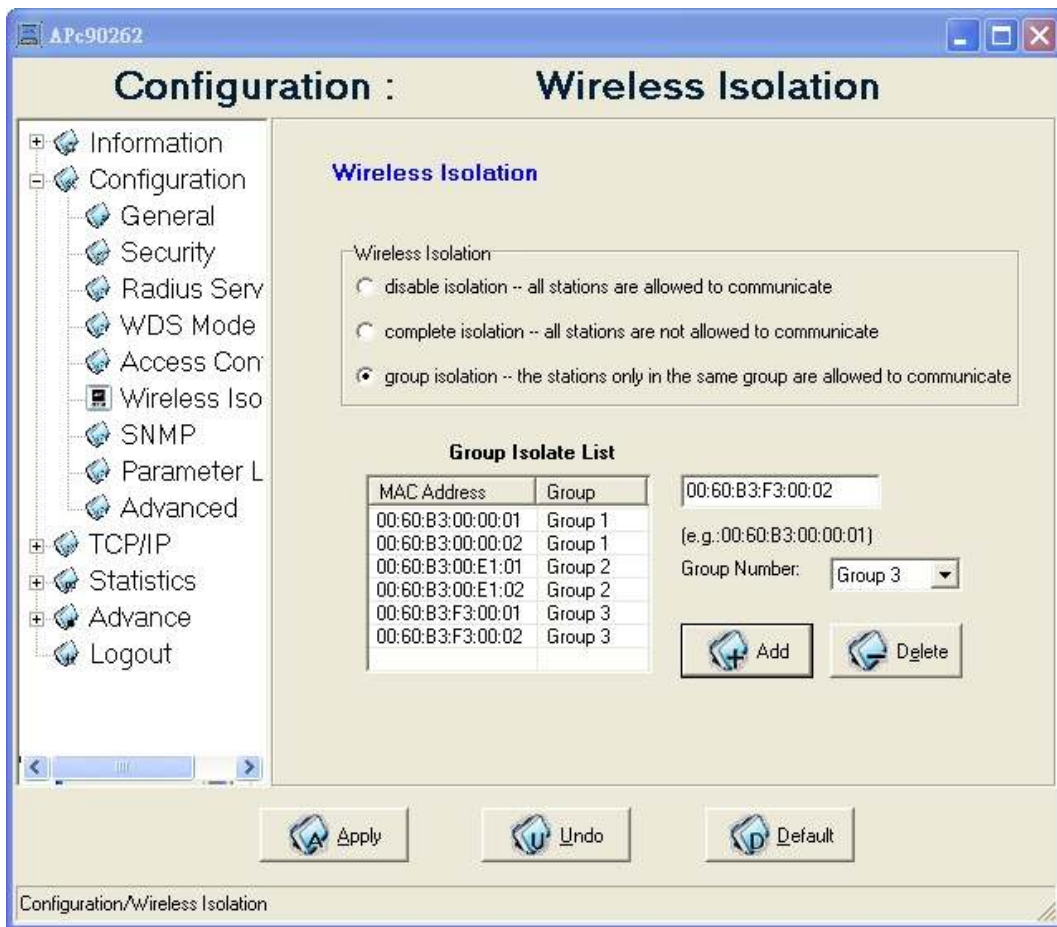 APc90262
Configuration : Wireless Isolation
Information
Configuration
General
Security
Radius Serv
WDS Mode
Access Con
Wireless Iso
SNMP
Parameter L
Advanced
TCP/IP
Statistics
Advance
Logout
Wireless Isolation
Wireless Isolation
disable isolation -- all stations are allowed to communicate
complete isolation -- all stations are not allowed to communicate
group isolation -- the stations only in the same group are allowed to communicate
Group Isolate List
MAC Address Group
00:60:B3:00:00:01 Group 1
00:60:B3:00:00:02 Group 1
00:60:B3:00:E1:01 Group 2
00:60:B3:00:E1:02 Group 2
00:60:B3:F3:00:01 Group 3
00:60:B3:F3:00:02 Group 3
00:60:B3:F3:00:02
(e.g.:00:60:B3:00:00:01)
Group Number: Group 3
Add Delete
Apply Undo Default
Configuration/Wireless Isolation